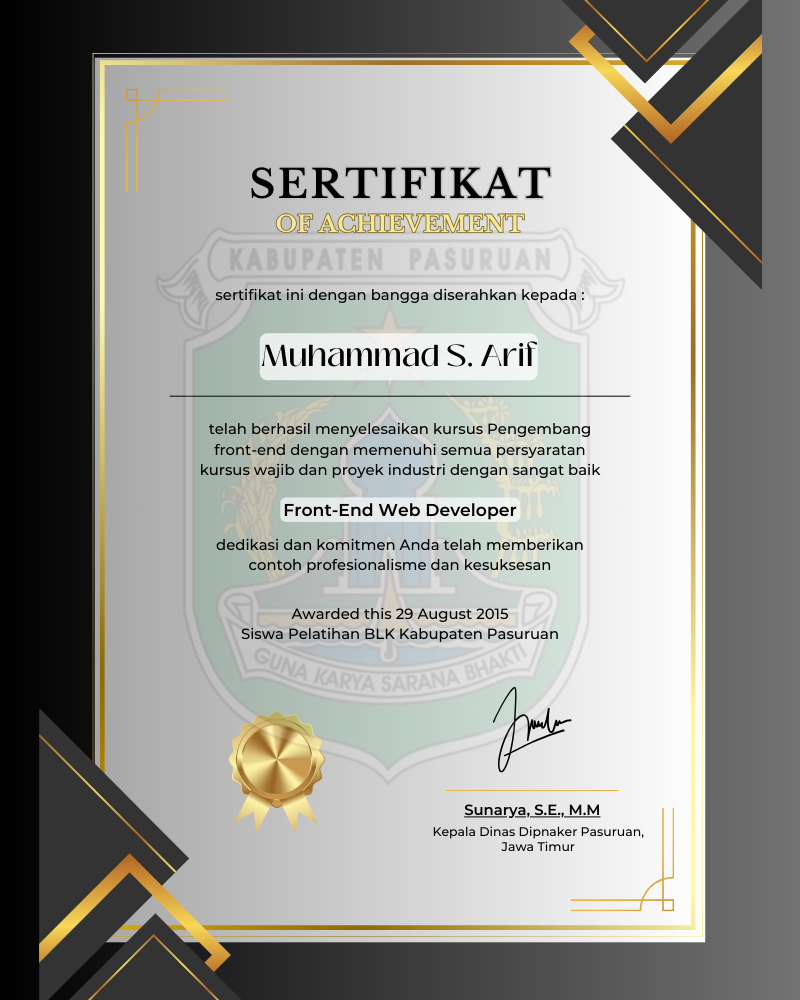 SERTIFIKAT
OF ACHIEVEMENT
KABUPATEN PASURUAN
sertifikat ini dengan bangga diserahkan kepada :
Muhammad S. Arif
telah berhasil menyelesaikan kursus Pengembang
front-end dengan memenuhi semua persyaratan
kursus wajib dan proyek industri dengan sangat baik
Front-End Web Developer
dedikasi dan komitmen Anda telah memberikan
contoh profesionalisme dan kesuksesan
Awarded this 29 August 2015
Siswa Pelatihan BLK Kabupaten Pasuruan
GUNA KARYA SARANA BHAKTI
Sunarya, S.E., M.M
Kepala Dinas Dipnaker Pasuruan,
Jawa Timur